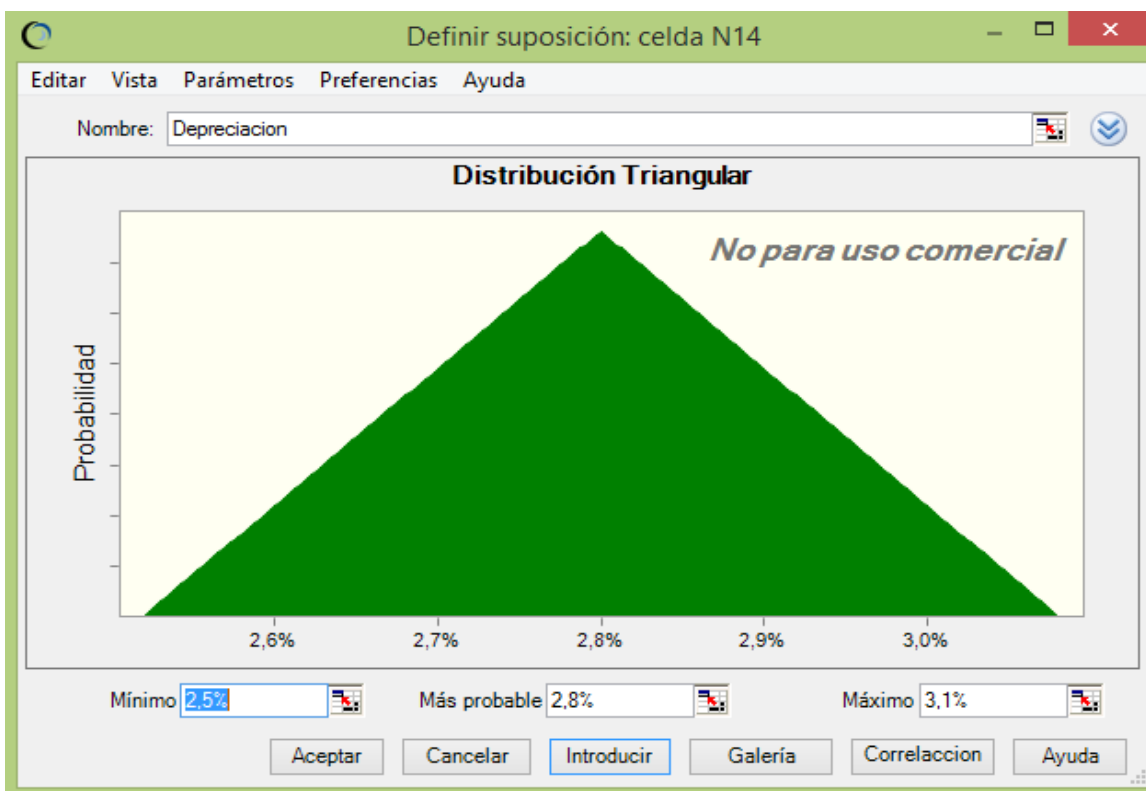 Definir suposición: celda N14
Editar Vista Parámetros Preferencias Ayuda
Nombre: Depreciacion
Distribución Triangular
No para uso comercial
Probabilidad
2,6% 2,7% 2,8% 2,9% 3,0%
Mínimo 2,5% Más probable 2,8% Máximo 3,1%
Aceptar Cancelar Introducir Galería Correlaccion Ayuda